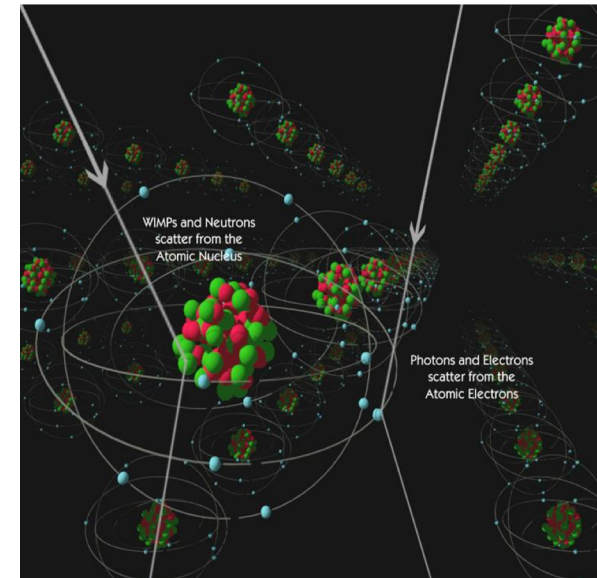 WIMPs and Neutrons
scatter from the
Atomic Nucleus
Photons and Electrons
scatter from the
Atomic Electrons